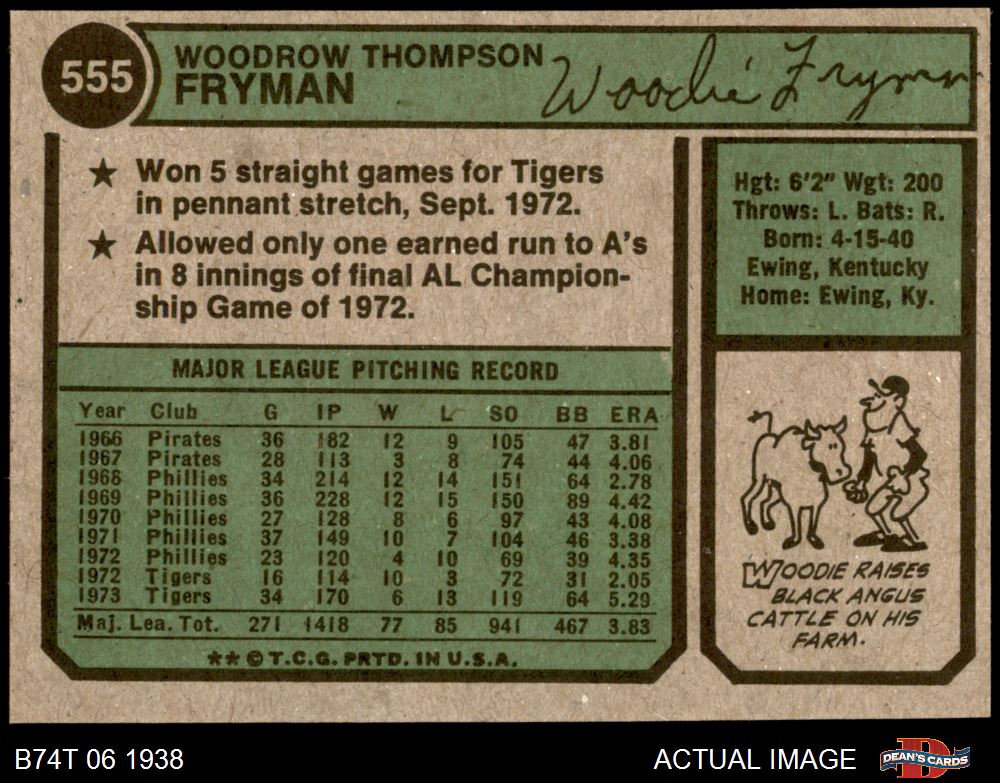 555
WOODROW THOMPSON
FRYMAN
Woodie Fryman
★ Won 5 straight games for Tigers
in pennant stretch, Sept. 1972.
★ Allowed only one earned run to A's
in 8 innings of final AL Champion-
ship Game of 1972.
Hgt: 6'2" Wgt: 200
Throws: L. Bats: R.
Born: 4-15-40
Ewing, Kentucky
Home: Ewing, Ky.
MAJOR LEAGUE PITCHING RECORD
Year Club G IP W L SO BB ERA
1966 Pirates 36 182 12 9 105 47 3.81
1967 Pirates 28 113 3 8 74 44 4.06
1968 Phillies 34 214 12 14 151 64 2.78
1969 Phillies 36 228 12 15 150 89 4.42
1970 Phillies 27 128 8 6 97 43 4.08
1971 Phillies 37 149 10 7 104 46 3.38
1972 Phillies 23 120 4 10 69 39 4.35
1972 Tigers 16 114 10 3 72 31 2.05
1973 Tigers 34 170 6 13 119 64 5.29
Maj. Lea. Tot. 271 1418 77 85 941 467 3.83
** © T.C.G. PRTD. IN U.S.A.
WOODIE RAISES
BLACK ANGUS
CATTLE ON HIS
FARM.
B74T 06 1938
ACTUAL IMAGE
DEAN'S CARDS